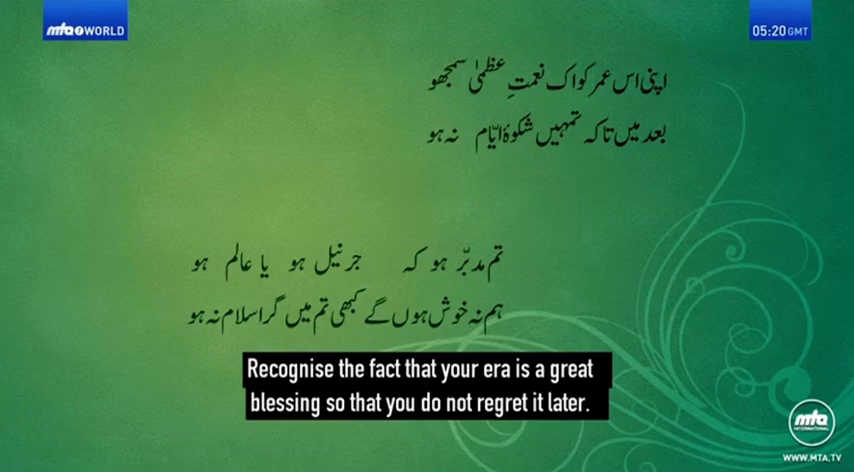 mta 1 WORLD
05:20 GMT
اپنی اس عمر کو اک نعمتِ عظمیٰ سمجھو
بعد میں تاکہ تمہیں شکوۂ ایّام نہ ہو
تم مدبّر ہو کہ جرنیل ہو یا عالم ہو
ہم نہ خوش ہوں گے کبھی تم میں گر اسلام نہ ہو
Recognise the fact that your era is a great
blessing so that you do not regret it later.
mta
INTERNATIONAL
WWW.MTA.TV